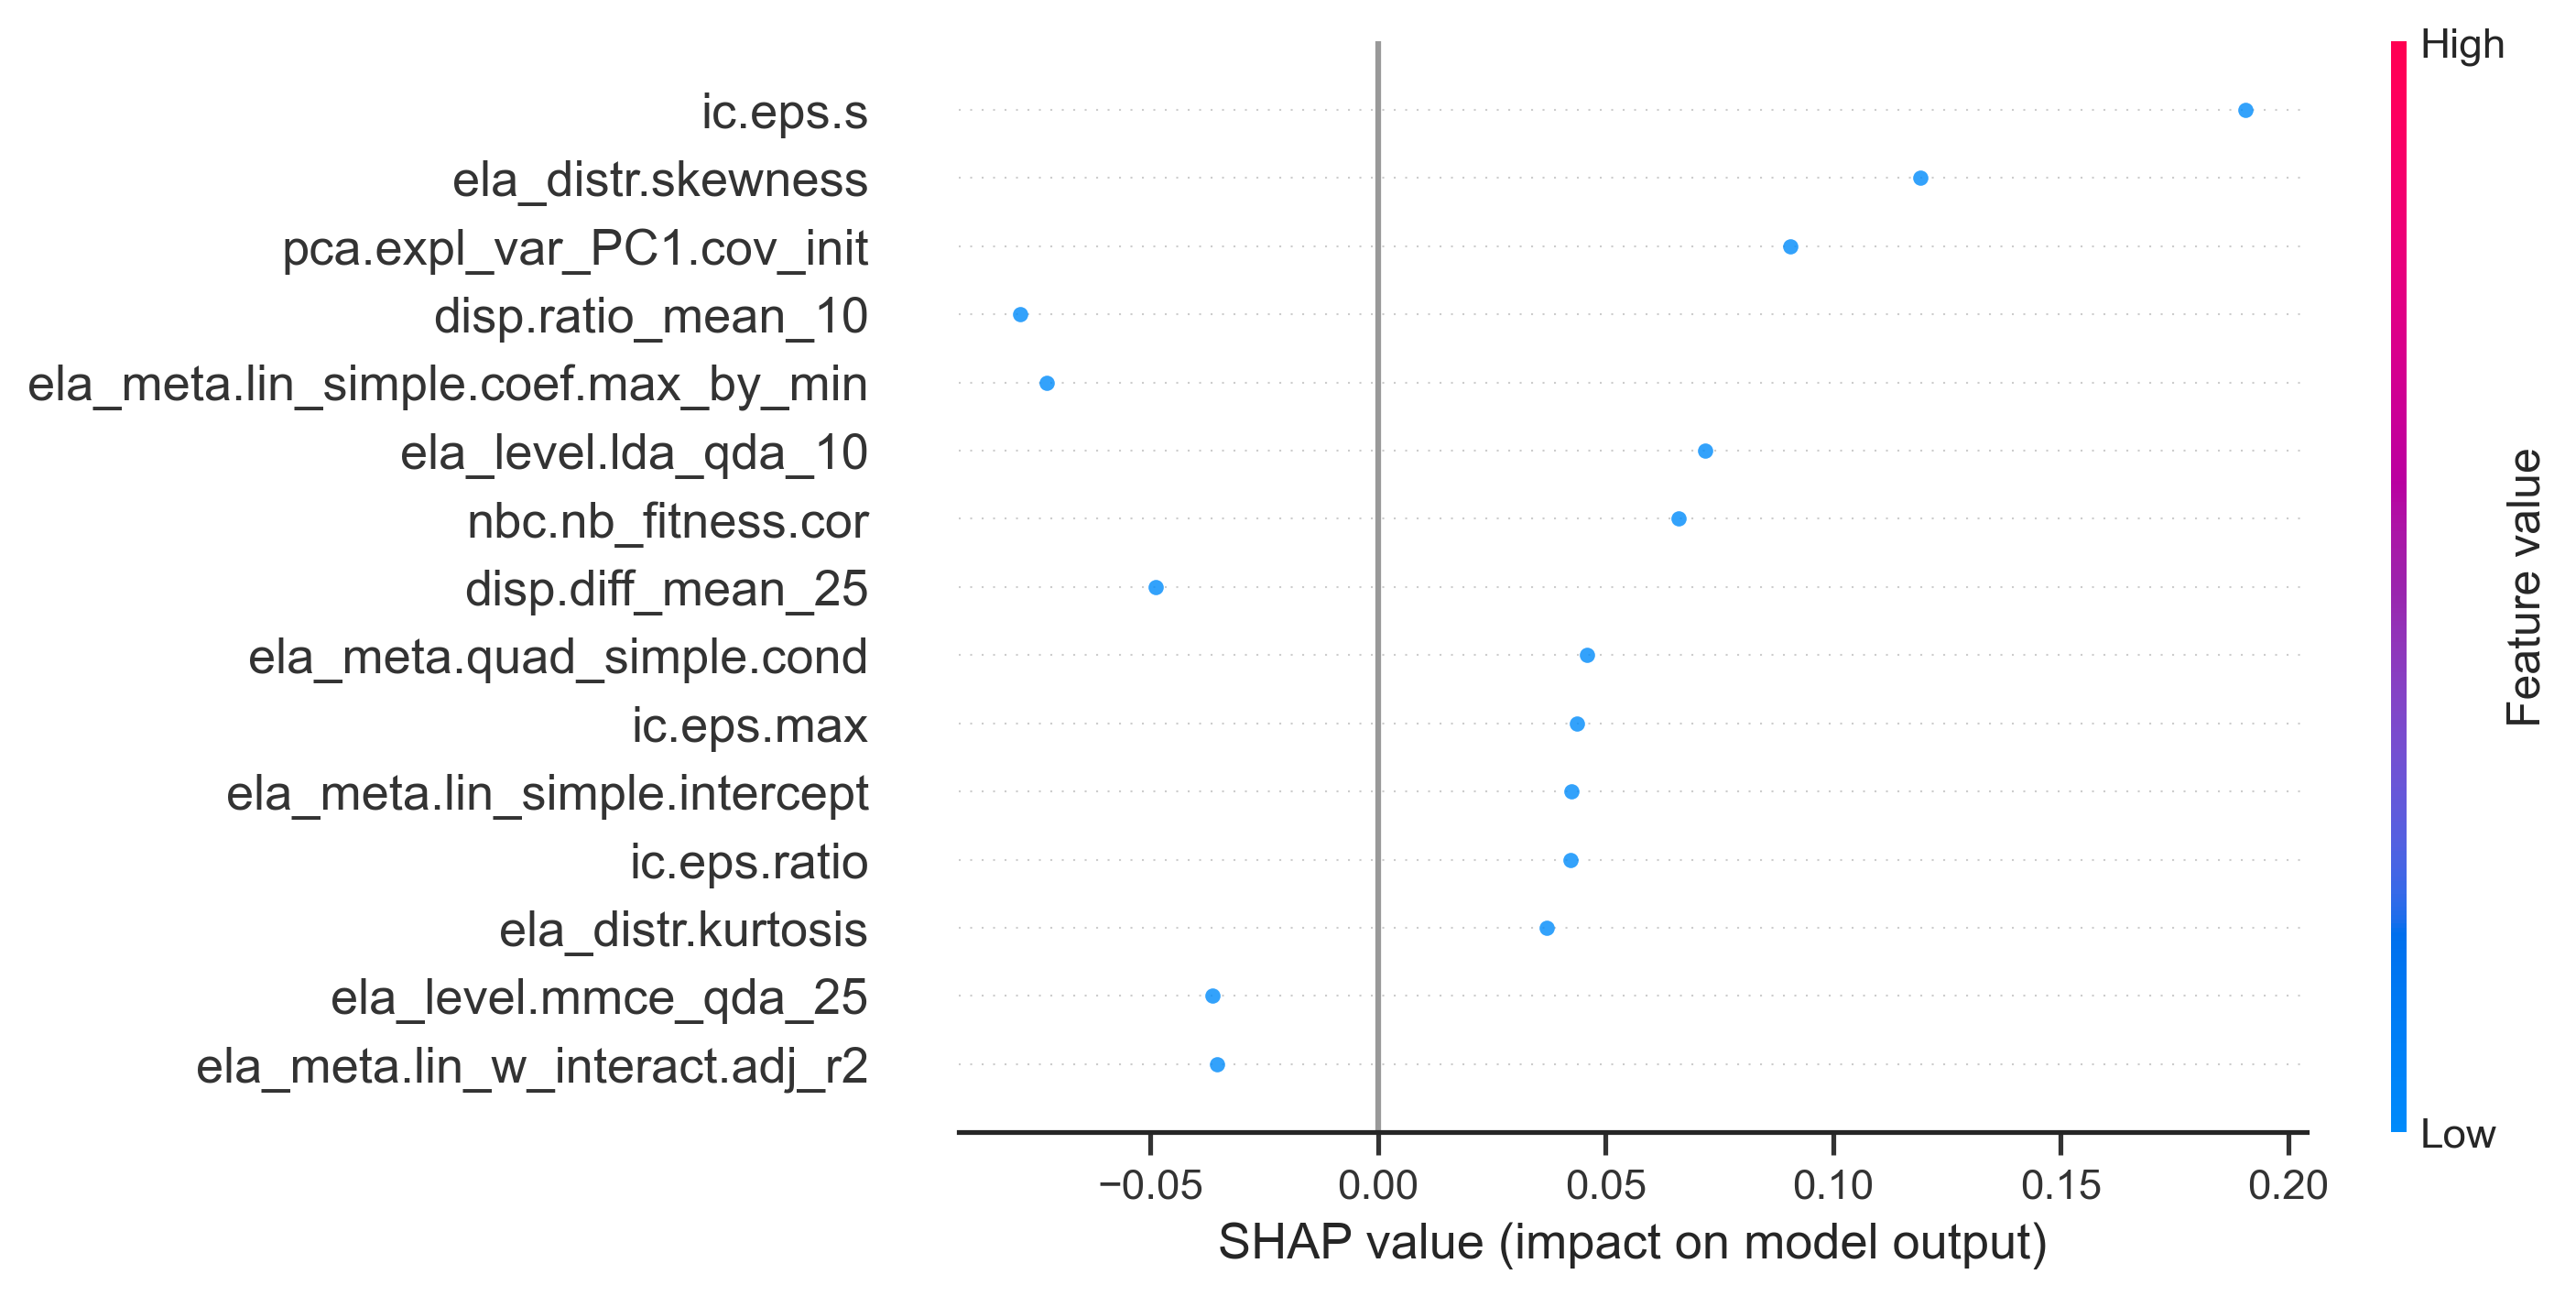 High
ic.eps.s
ela_distr.skewness
pca.expl_var_PC1.cov_init
disp.ratio_mean_10
ela_meta.lin_simple.coef.max_by_min
ela_level.lda_qda_10
nbc.nb_fitness.cor
disp.diff_mean_25
ela_meta.quad_simple.cond
ic.eps.max
ela_meta.lin_simple.intercept
ic.eps.ratio
ela_distr.kurtosis
ela_level.mmce_qda_25
ela_meta.lin_w_interact.adj_r2
Feature value
Low
−0.05 0.00 0.05 0.10 0.15 0.20
SHAP value (impact on model output)